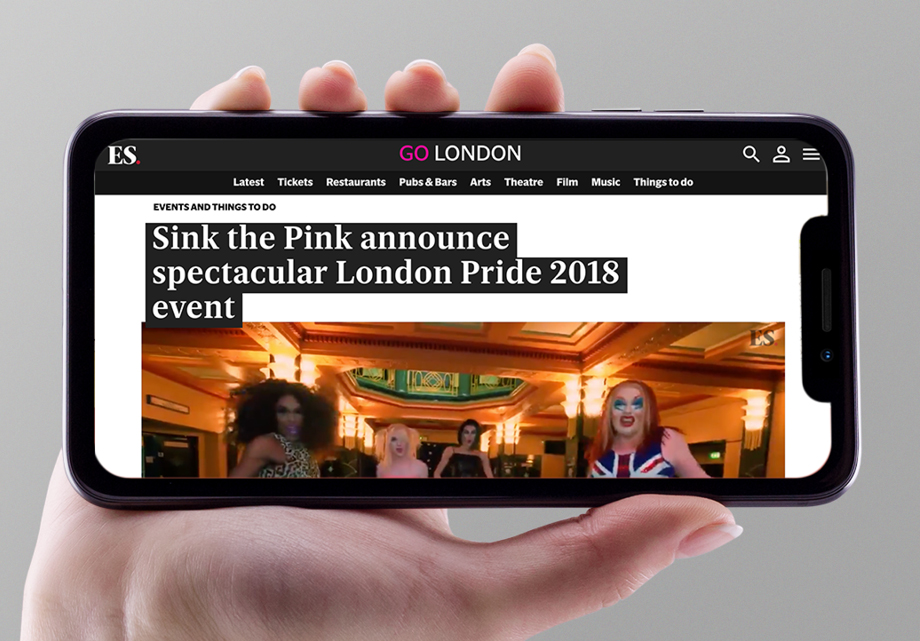 ES.
GO LONDON
Latest Tickets Restaurants Pubs & Bars Arts Theatre Film Music Things to do
EVENTS AND THINGS TO DO
Sink the Pink announce
spectacular London Pride 2018
event
ES